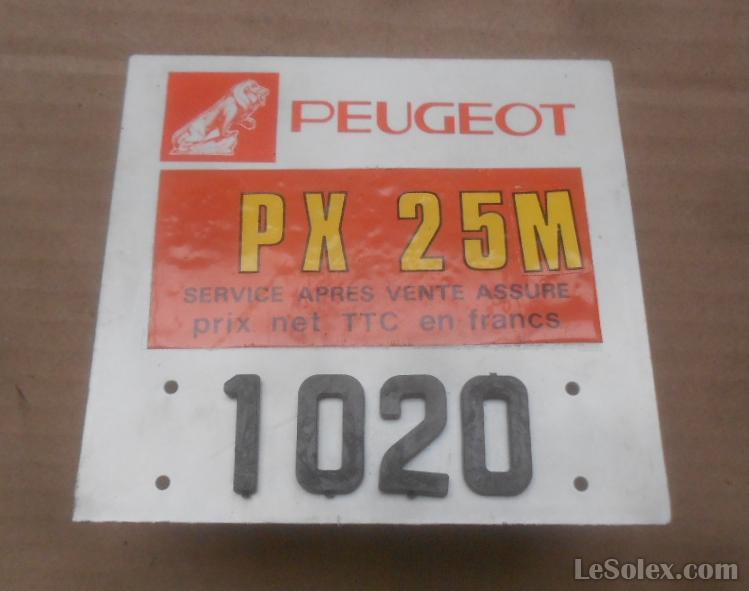 PEUGEOT
PX 25M
SERVICE APRES VENTE ASSURE
prix net TTC en francs
1020
LeSolex.com